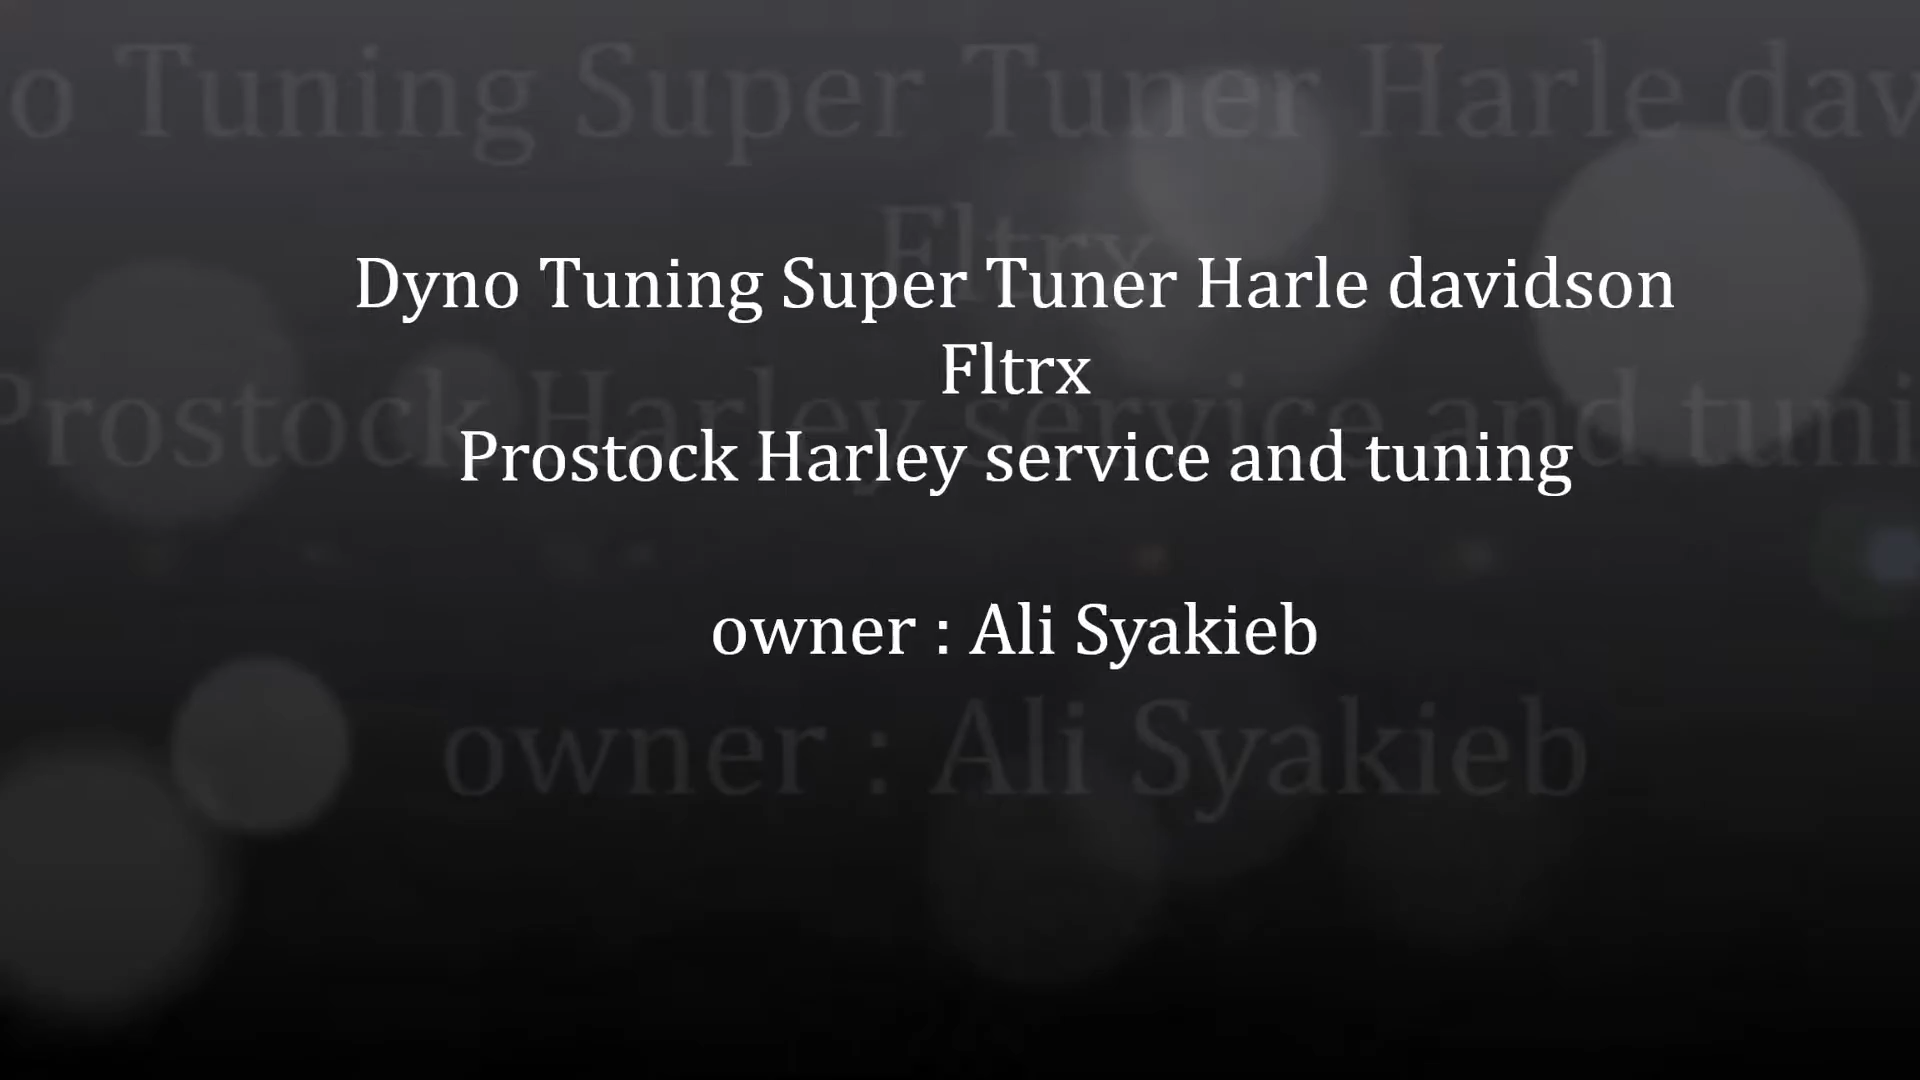 Dyno Tuning Super Tuner Harle davidson
Fltrx
Prostock Harley service and tuning
owner : Ali Syakieb